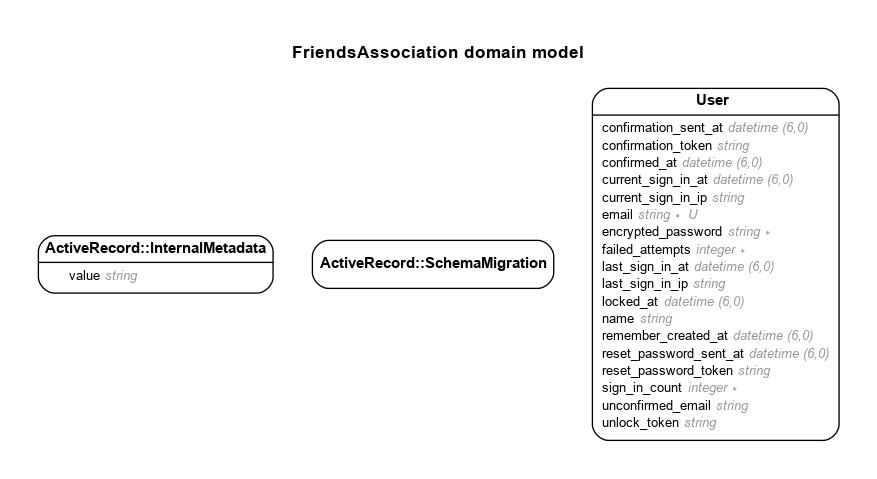 FriendsAssociation domain model
ActiveRecord::InternalMetadata
value string
ActiveRecord::SchemaMigration
User
confirmation_sent_at datetime (6,0)
confirmation_token string
confirmed_at datetime (6,0)
current_sign_in_at datetime (6,0)
current_sign_in_ip string
email string * U
encrypted_password string *
failed_attempts integer *
last_sign_in_at datetime (6,0)
last_sign_in_ip string
locked_at datetime (6,0)
name string
remember_created_at datetime (6,0)
reset_password_sent_at datetime (6,0)
reset_password_token string
sign_in_count integer *
unconfirmed_email string
unlock_token string